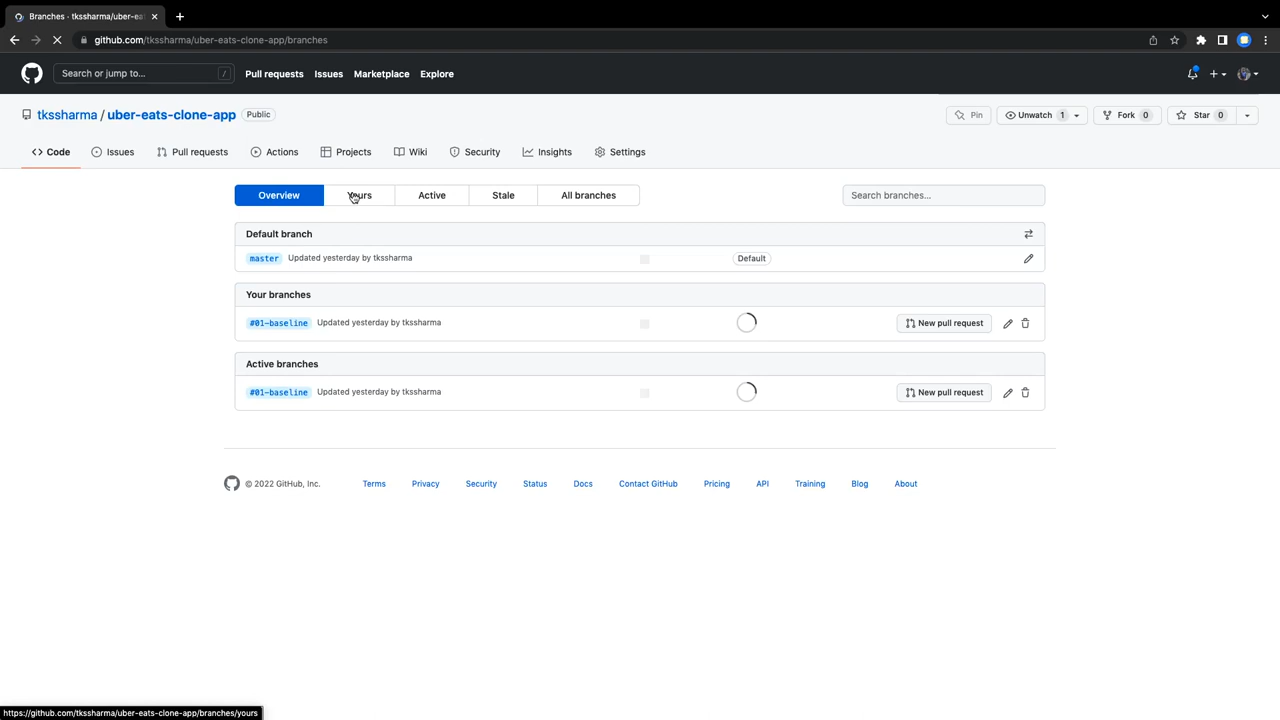 Branches · tkssharma/uber-ea
github.com/tkssharma/uber-eats-clone-app/branches
Search or jump to... /
Pull requests Issues Marketplace Explore
tkssharma / uber-eats-clone-app Public
Pin Unwatch 1 Fork 0 Star 0
Code Issues Pull requests Actions Projects Wiki Security Insights Settings
Overview Yours Active Stale All branches Search branches...
Default branch
master Updated yesterday by tkssharma Default
Your branches
#01-baseline Updated yesterday by tkssharma New pull request
Active branches
#01-baseline Updated yesterday by tkssharma New pull request
© 2022 GitHub, Inc. Terms Privacy Security Status Docs Contact GitHub Pricing API Training Blog About
https://github.com/tkssharma/uber-eats-clone-app/branches/yours